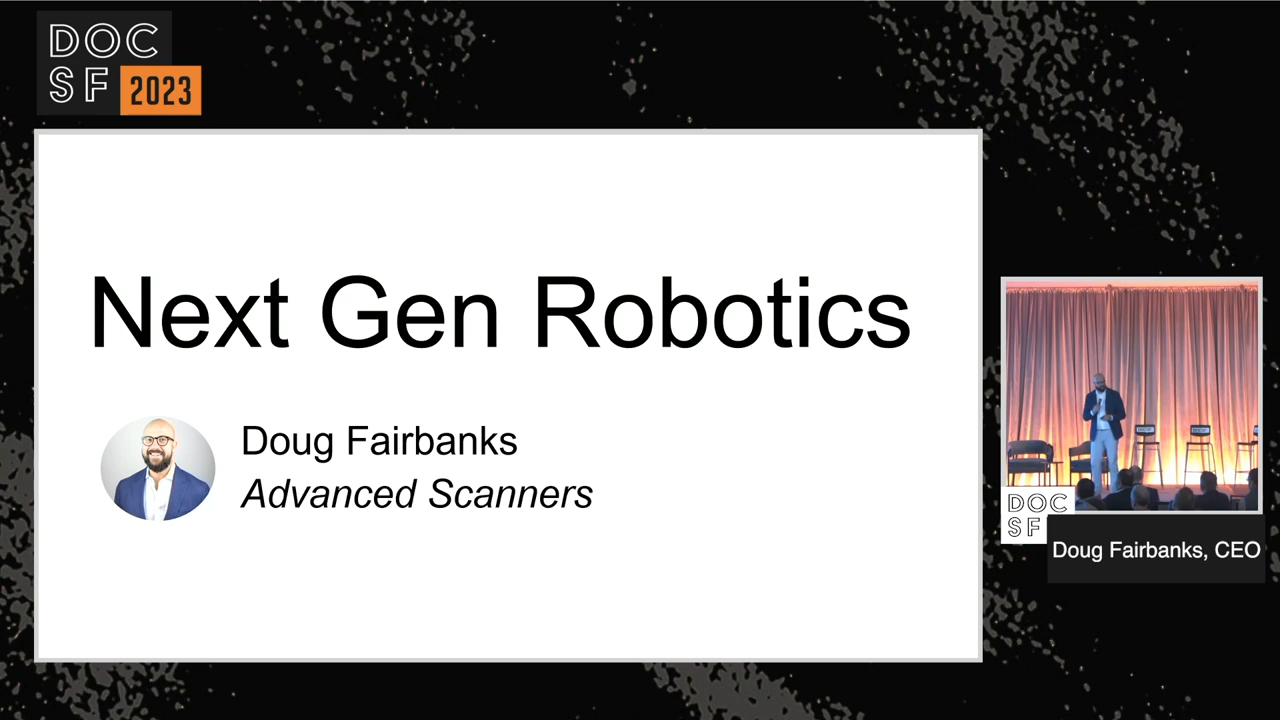 DOC
SF 2023
Next Gen Robotics
Doug Fairbanks
Advanced Scanners
DOC
SF
Doug Fairbanks, CEO